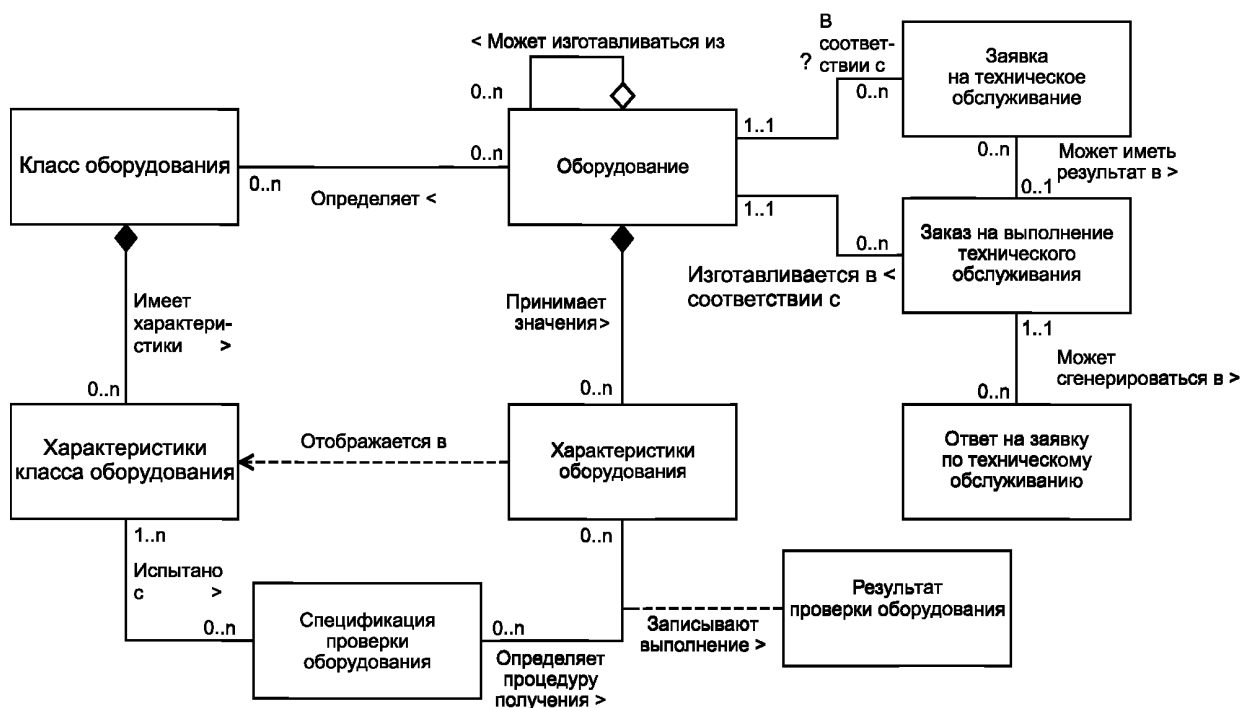 < Может изготавливаться из
0..n
В
соответ-
? ствии с
0..n
Заявка
на техническое
обслуживание
Класс оборудования
0..n
Определяет <
0..n
Оборудование
1..1
1..1
0..n
Может иметь
результат в >
0..1
Изготавливается в <
соответствии с
0..n
Заказ на выполнение
технического
обслуживания
Имеет
характери-
стики >
0..n
Принимает
значения>
0..n
1..1
Может
сгенерироваться в >
0..n
Характеристики
класса оборудования
Отображается в
Характеристики
оборудования
Ответ на заявку
по техническому
обслуживанию
1..n
Испытано
с >
0..n
Спецификация
проверки
оборудования
0..n
0..n
Определяет
процедуру
получения >
Записывают
выполнение >
Результат
проверки оборудования